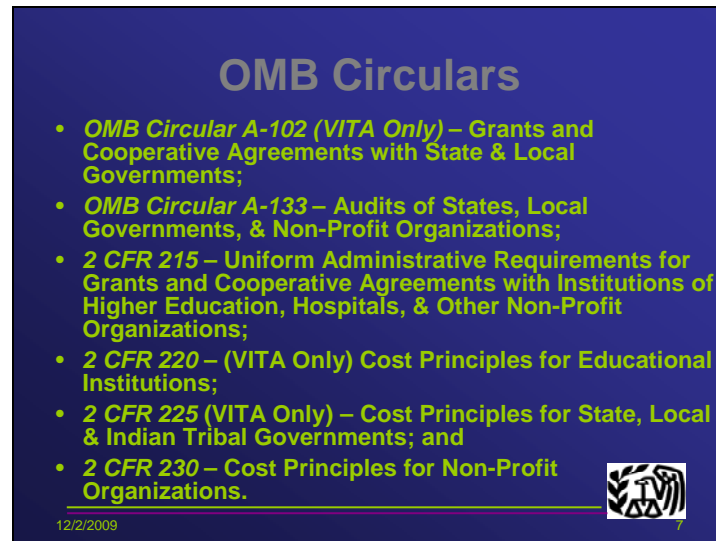 OMB Circulars
• OMB Circular A-102 (VITA Only) – Grants and
Cooperative Agreements with State & Local
Governments;
• OMB Circular A-133 – Audits of States, Local
Governments, & Non-Profit Organizations;
• 2 CFR 215 – Uniform Administrative Requirements for
Grants and Cooperative Agreements with Institutions of
Higher Education, Hospitals, & Other Non-Profit
Organizations;
• 2 CFR 220 – (VITA Only) Cost Principles for Educational
Institutions;
• 2 CFR 225 (VITA Only) – Cost Principles for State, Local
& Indian Tribal Governments; and
• 2 CFR 230 – Cost Principles for Non-Profit
Organizations.
12/2/2009
7